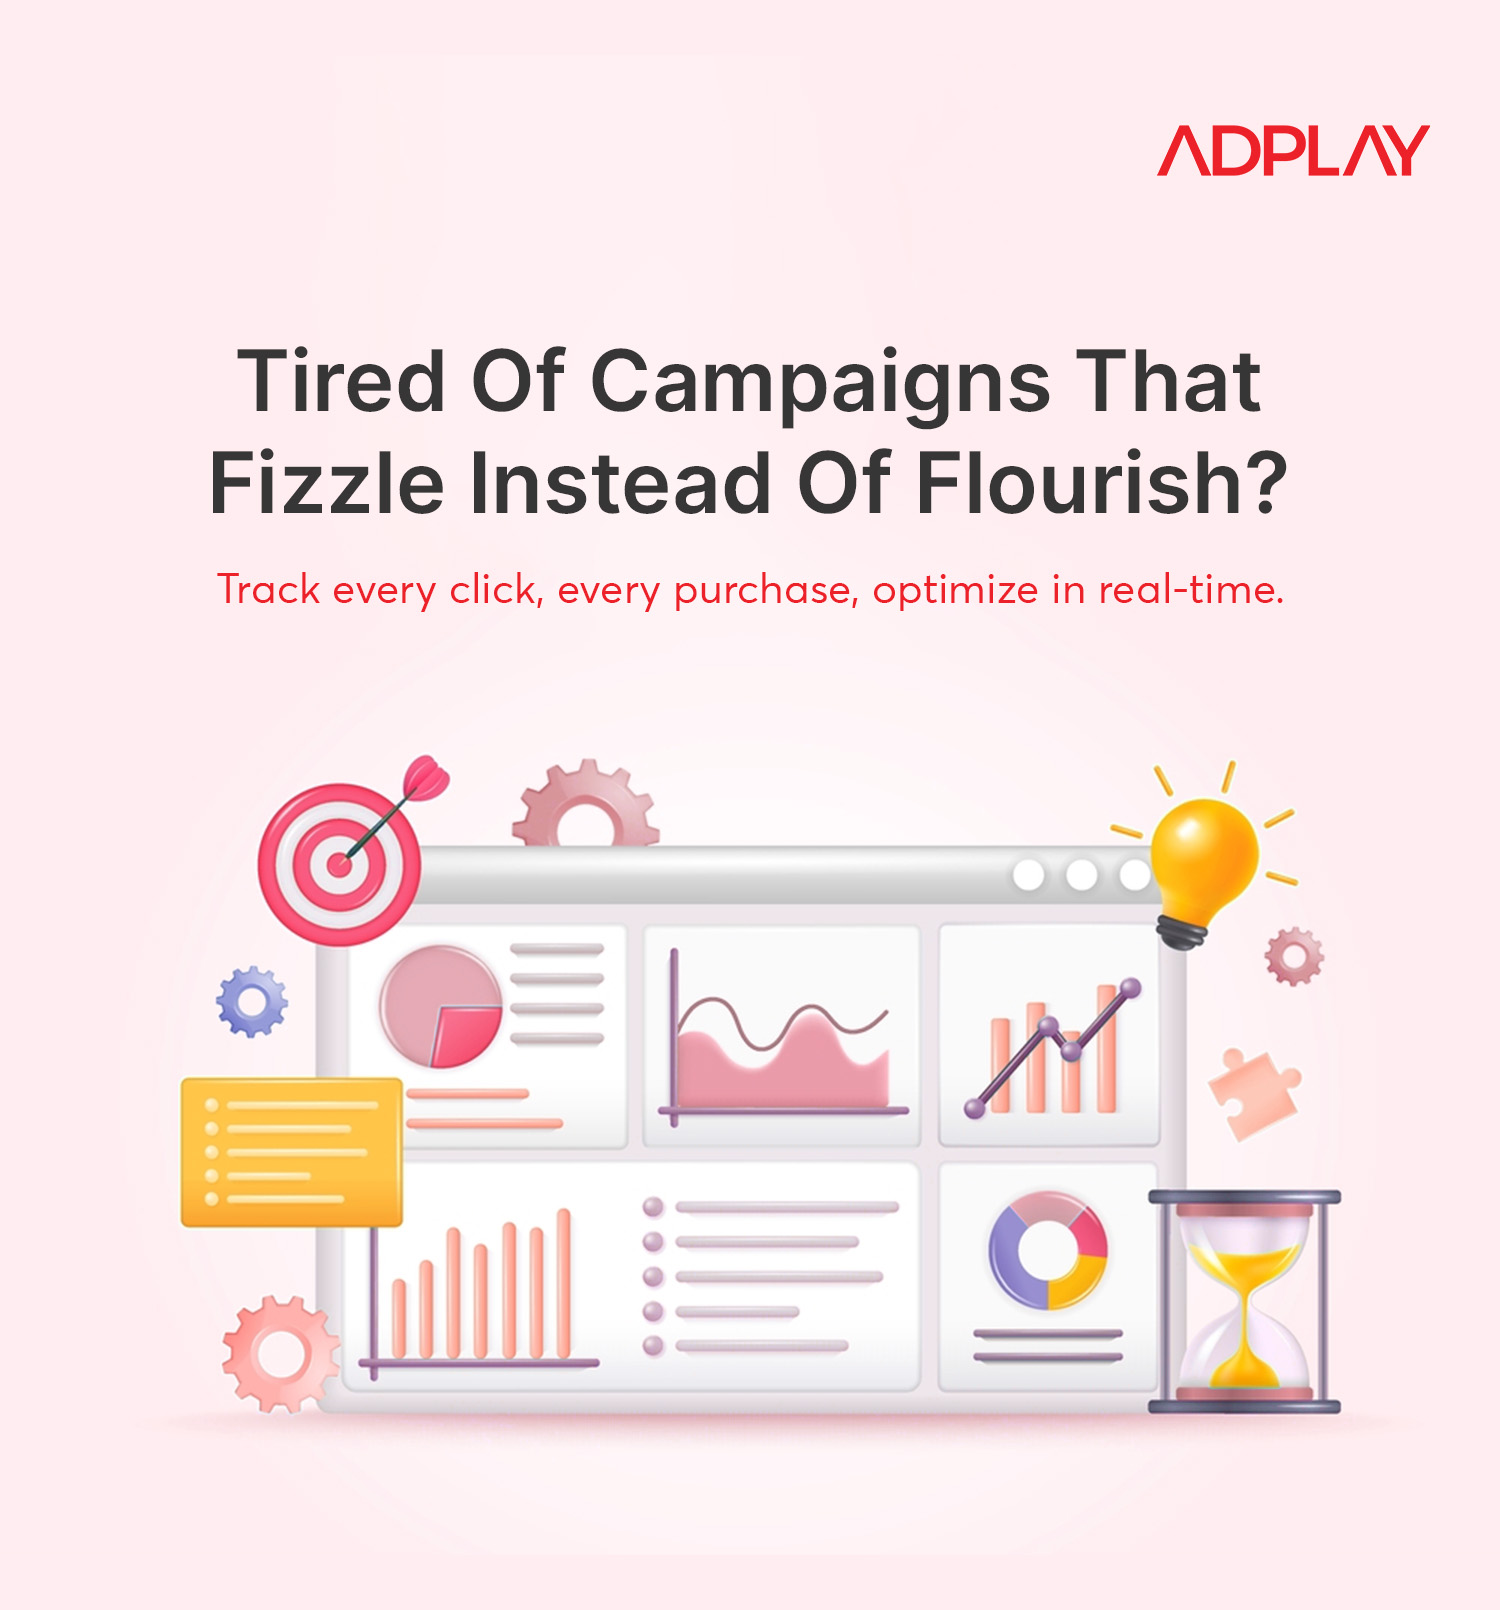 ADPLAY
Tired Of Campaigns That
Fizzle Instead Of Flourish?
Track every click, every purchase, optimize in real-time.